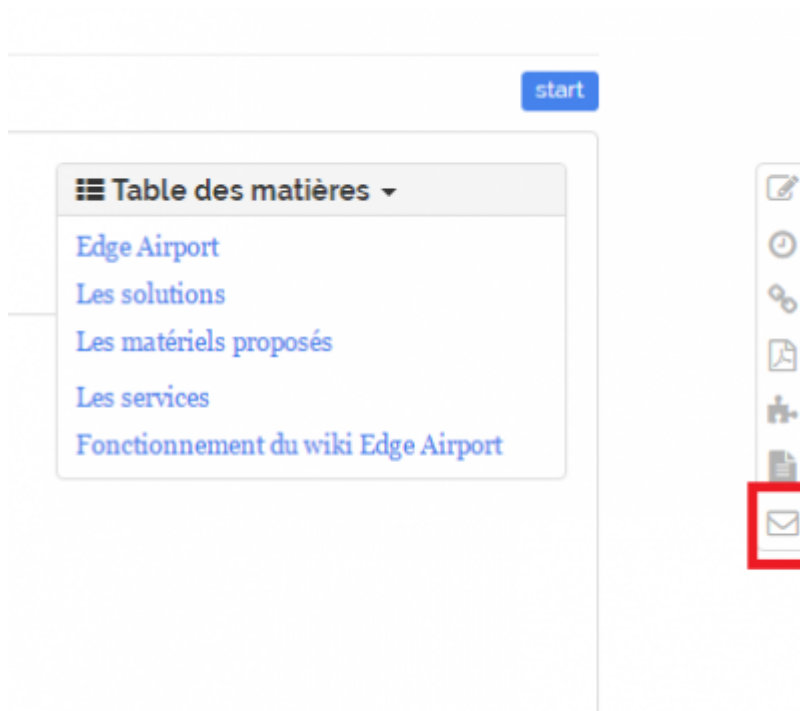 start
Table des matières
Edge Airport
Les solutions
Les matériels proposés
Les services
Fonctionnement du wiki Edge Airport